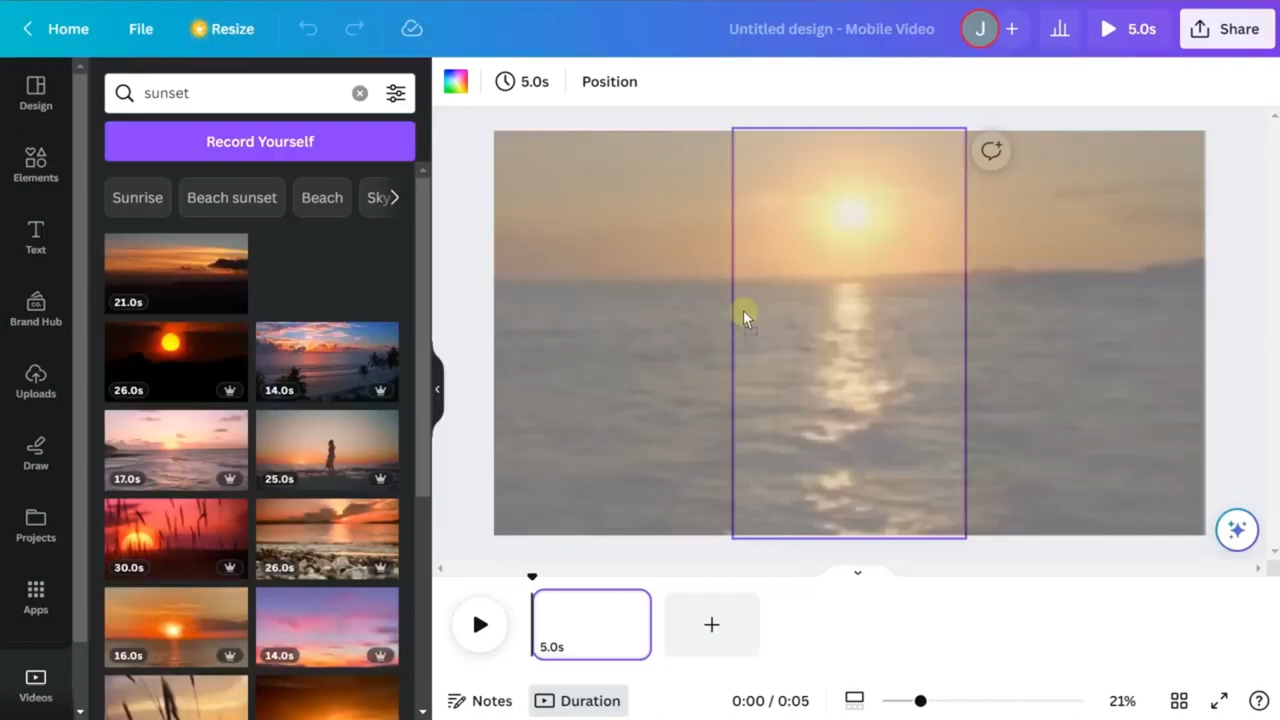 Home File Resize Untitled design - Mobile Video J + 5.0s Share
Design
Elements
Text
Brand Hub
Uploads
Draw
Projects
Apps
Videos
sunset
Record Yourself
Sunrise Beach sunset Beach Sky
21.0s
26.0s 14.0s
17.0s 25.0s
30.0s 26.0s
16.0s 14.0s
5.0s Position
5.0s
+
Notes Duration 0:00 / 0:05 21% ?